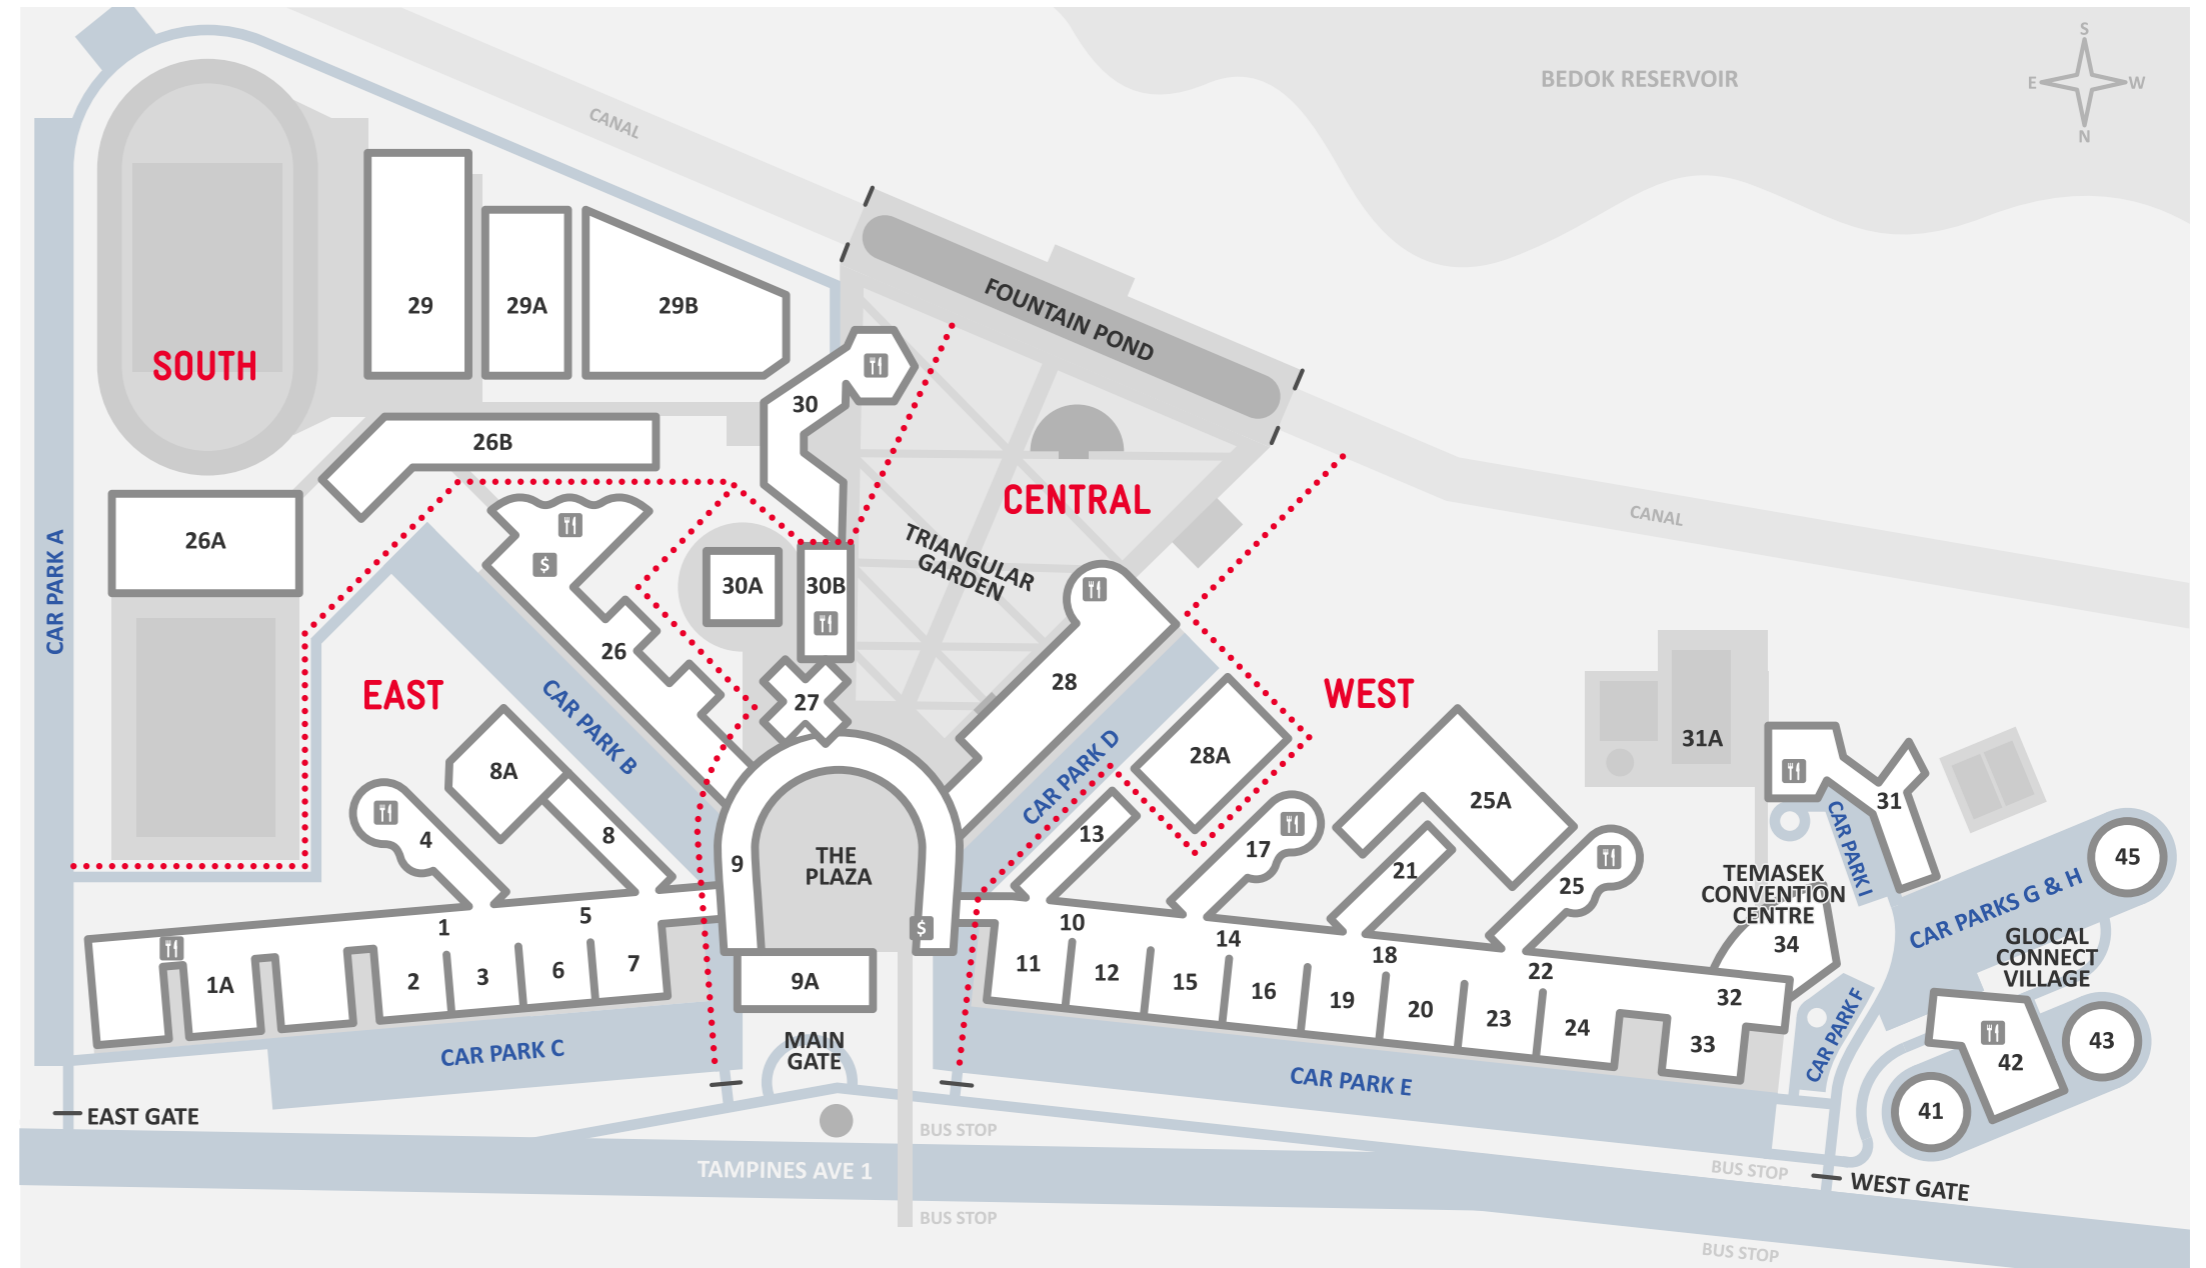 S
E
W
N
BEDOK RESERVOIR
CANAL
FOUNTAIN POND
29
29A
29B
SOUTH
30
26B
CENTRAL
CANAL
26A
CAR PARK A
$
TRIANGULAR
GARDEN
30A
30B
26
EAST
CAR PARK B
27
28
WEST
CAR PARK D
28A
31A
8A
25A
31
4
8
9
THE
PLAZA
13
17
21
25
CAR PARK I
45
TEMASEK
CONVENTION
CENTRE
34
CAR PARKS G & H
GLOCAL
CONNECT
VILLAGE
1
5
$
10
14
18
22
1A
2
3
6
7
9A
11
12
15
16
19
20
23
24
32
33
CAR PARK F
42
43
41
CAR PARK C
MAIN
GATE
CAR PARK E
EAST GATE
BUS STOP
TAMPINES AVE 1
BUS STOP
WEST GATE
BUS STOP
BUS STOP